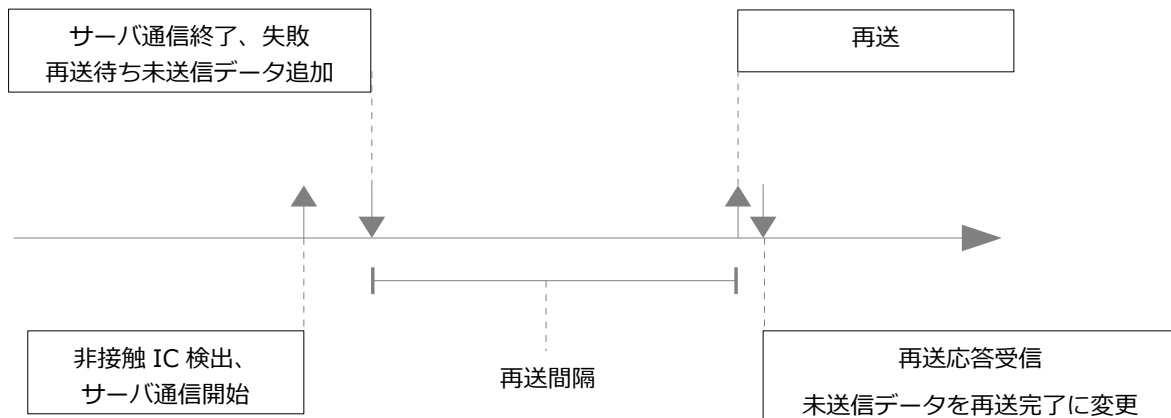 サーバ通信終了、失敗
再送待ち未送信データ追加
再送
非接触 IC 検出、
サーバ通信開始
再送間隔
再送応答受信
未送信データを再送完了に変更